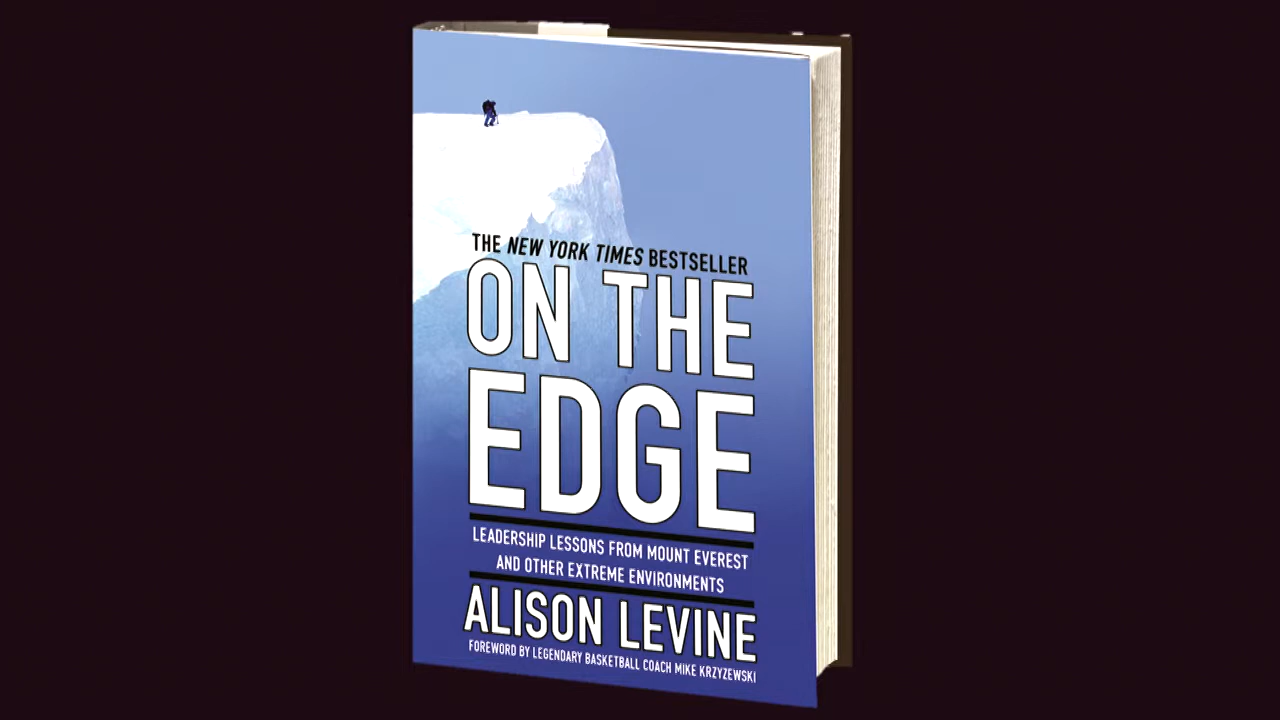 THE NEW YORK TIMES BESTSELLER
ON THE
EDGE
LEADERSHIP LESSONS FROM MOUNT EVEREST
AND OTHER EXTREME ENVIRONMENTS
ALISON LEVINE
FOREWORD BY LEGENDARY BASKETBALL COACH MIKE KRZYZEWSKI